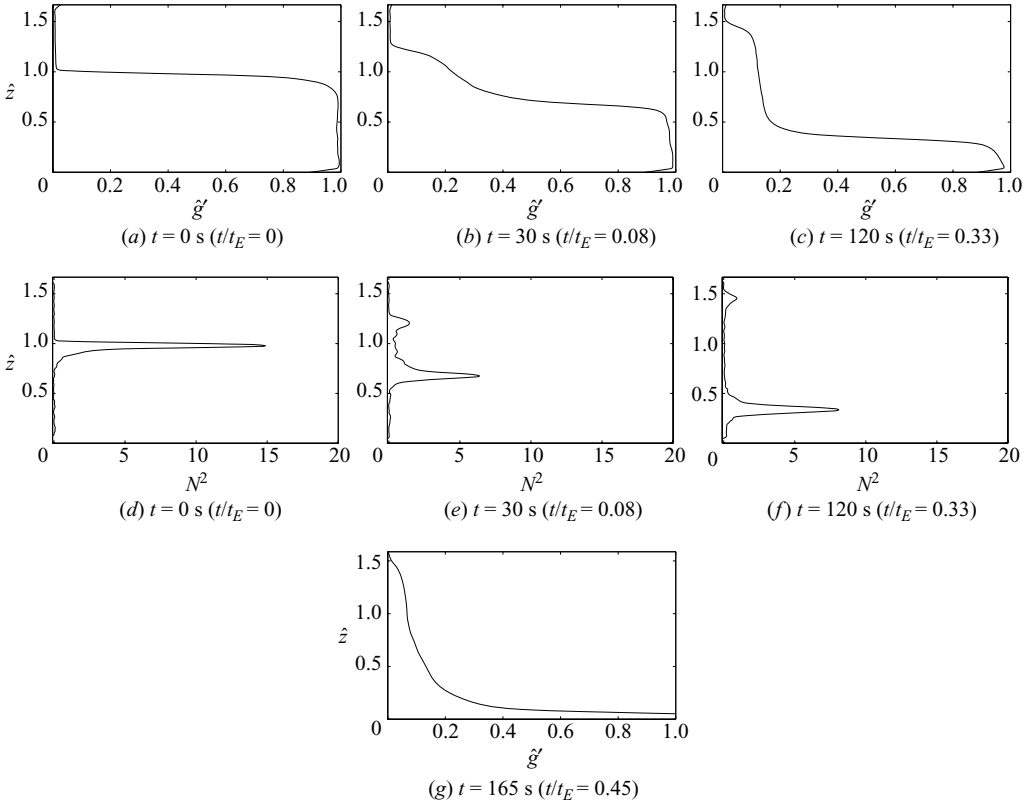 1.5 1.5 1.5
ẑ 1.0 1.0 1.0
0.5 0.5 0.5
0 0.2 0.4 0.6 0.8 1.0 0 0.2 0.4 0.6 0.8 1.0 0 0.2 0.4 0.6 0.8 1.0
ĝ′ ĝ′ ĝ′
(a) t = 0 s (t/t_E = 0) (b) t = 30 s (t/t_E = 0.08) (c) t = 120 s (t/t_E = 0.33)
1.5 1.5 1.5
ẑ 1.0 1.0 1.0
0.5 0.5 0.5
0 5 10 15 20 0 5 10 15 20 0 5 10 15 20
N² N² N²
(d) t = 0 s (t/t_E = 0) (e) t = 30 s (t/t_E = 0.08) (f) t = 120 s (t/t_E = 0.33)
1.5
1.0
ẑ
0.5
0 0.2 0.4 0.6 0.8 1.0
ĝ′
(g) t = 165 s (t/t_E = 0.45)